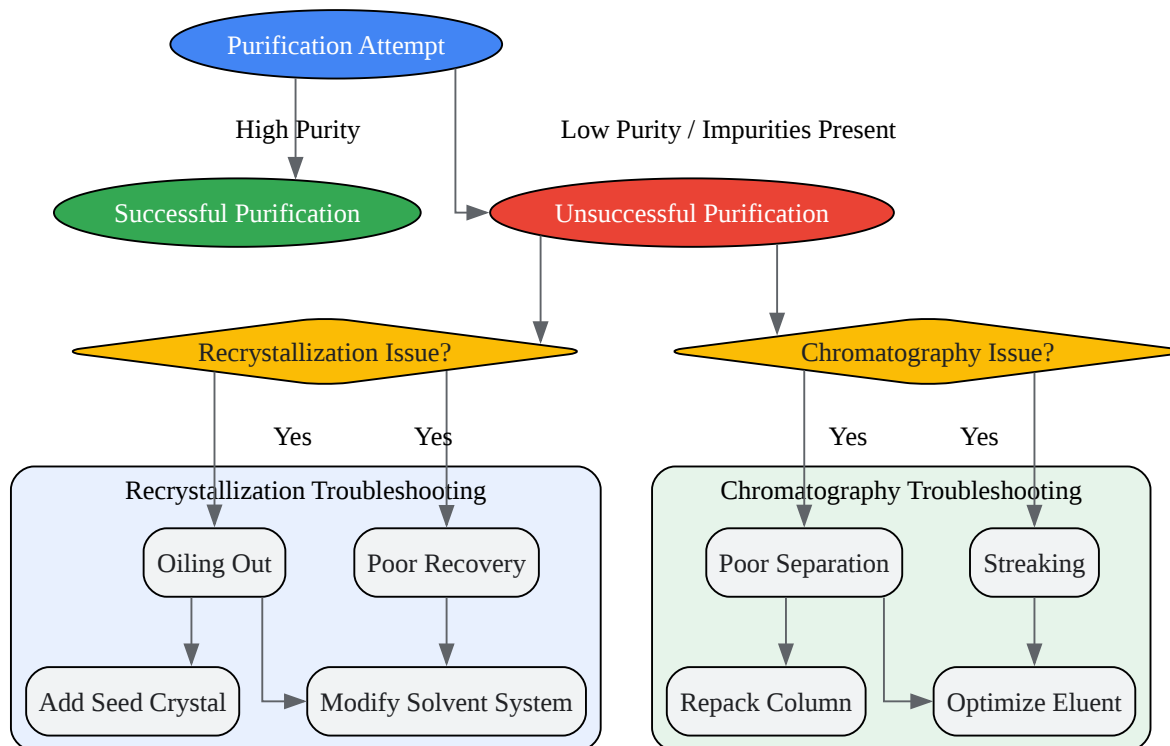 Purification Attempt
High Purity
Low Purity / Impurities Present
Successful Purification
Unsuccessful Purification
Recrystallization Issue?
Chromatography Issue?
Yes
Yes
Yes
Yes
Recrystallization Troubleshooting
Chromatography Troubleshooting
Oiling Out
Poor Recovery
Poor Separation
Streaking
Add Seed Crystal
Modify Solvent System
Repack Column
Optimize Eluent